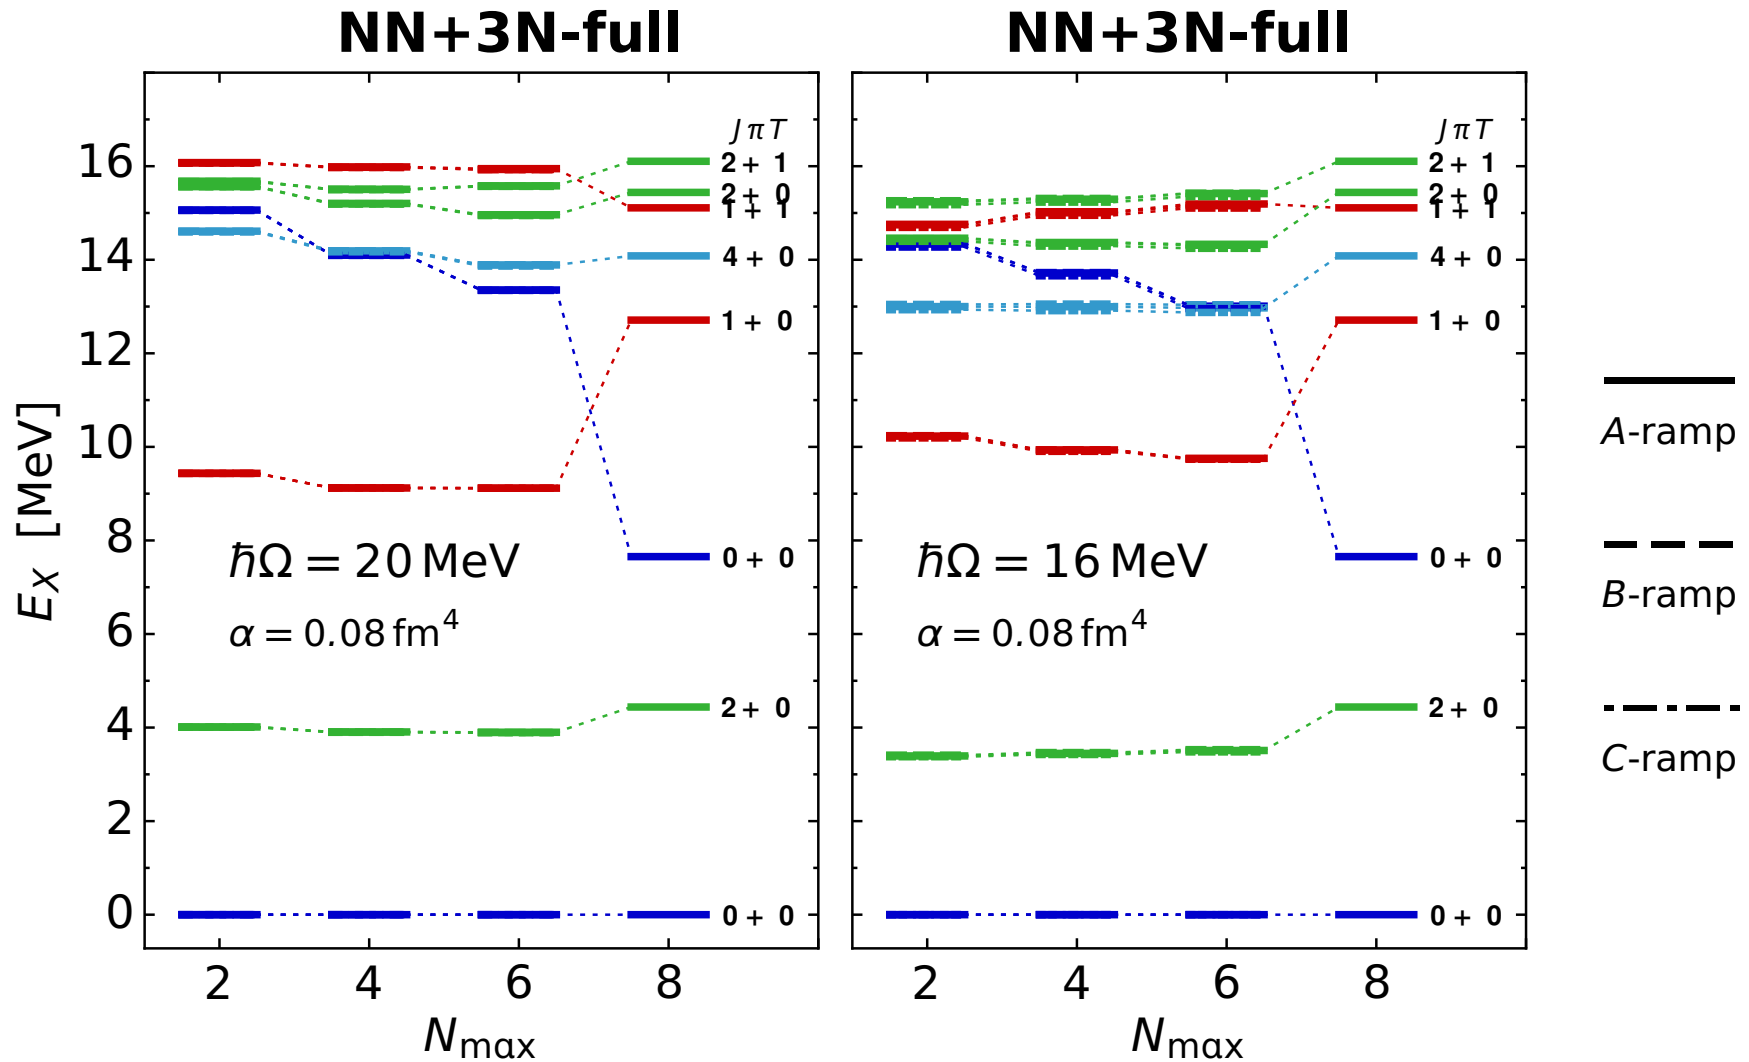 NN+3N-full
NN+3N-full
E_X [MeV]
16
14
12
10
8
6
4
2
0
J π T
2 + 1
2 + 0
1 + 1
4 + 0
1 + 0
0 + 0
2 + 0
0 + 0
ℏΩ = 20 MeV
α = 0.08 fm⁴
2 4 6 8
N_max
J π T
2 + 1
2 + 0
1 + 1
4 + 0
1 + 0
0 + 0
2 + 0
0 + 0
ℏΩ = 16 MeV
α = 0.08 fm⁴
2 4 6 8
N_max
A-ramp
B-ramp
C-ramp